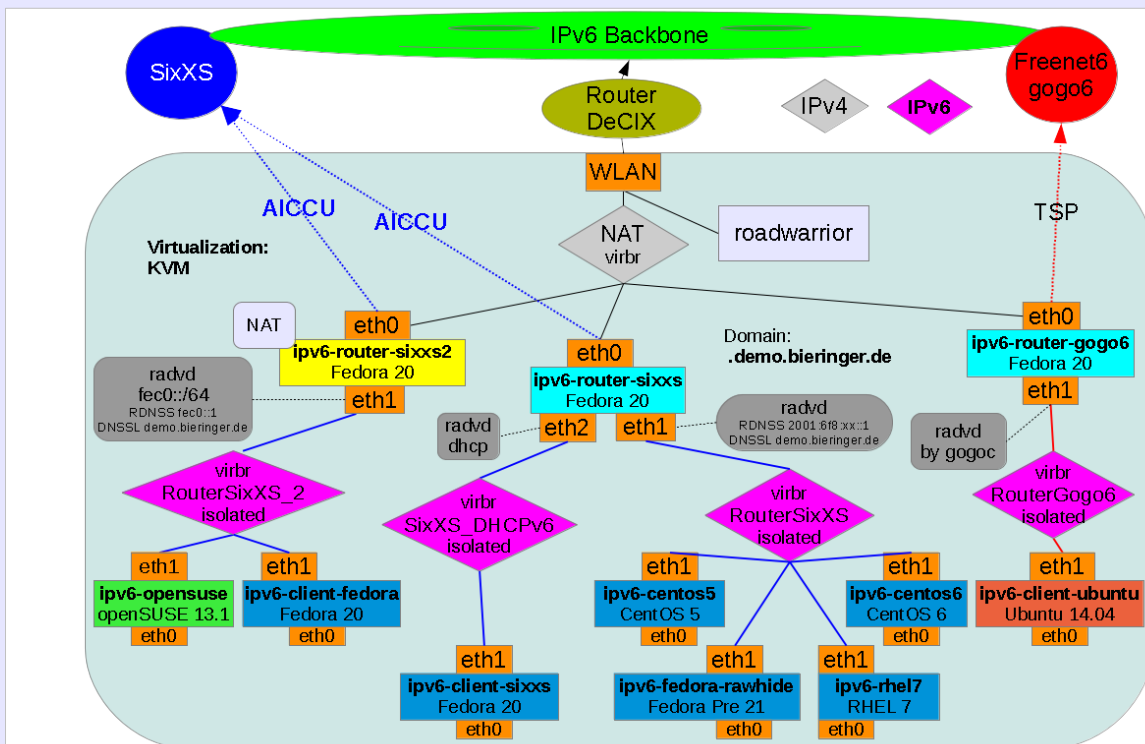 IPv6 Backbone
SixXS
Freenet6
gogo6
Router
DeCIX
IPv4
IPv6
WLAN
AICCU
AICCU
TSP
NAT
virbr
roadwarrior
Virtualization:
KVM
NAT
eth0
ipv6-router-sixxs2
Fedora 20
eth1
radvd
fec0::/64
RDNSS fec0::1
DNSSL demo.bieringer.de
eth0
ipv6-router-sixxs
Fedora 20
eth2
eth1
Domain:
.demo.bieringer.de
eth0
ipv6-router-gogo6
Fedora 20
eth1
radvd
dhcp
radvd
RDNSS 2001:6f8:xx::1
DNSSL demo.bieringer.de
radvd
by gogoc
virbr
RouterSixXS_2
isolated
virbr
SixXS_DHCPv6
isolated
virbr
RouterSixXS
isolated
virbr
RouterGogo6
isolated
eth1
ipv6-opensuse
openSUSE 13.1
eth0
eth1
ipv6-client-fedora
Fedora 20
eth0
eth1
ipv6-centos5
CentOS 5
eth0
eth1
ipv6-centos6
CentOS 6
eth0
eth1
ipv6-client-ubuntu
Ubuntu 14.04
eth0
eth1
ipv6-client-sixxs
Fedora 20
eth0
eth1
ipv6-fedora-rawhide
Fedora Pre 21
eth0
eth1
ipv6-rhel7
RHEL 7
eth0